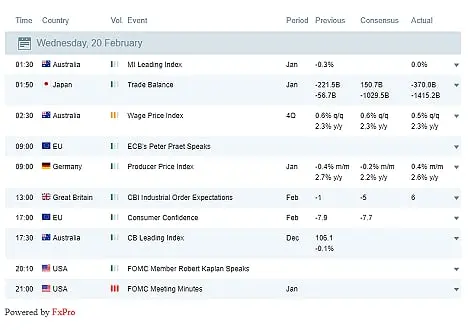 Time Country Vol. Event Period Previous Consensus Actual
Wednesday, 20 February
01:30 Australia MI Leading Index Jan -0.3% 0.0%
01:50 Japan Trade Balance Jan -221.5B 150.7B -370.0B
-56.7B -1029.5B -1415.2B
02:30 Australia Wage Price Index 4Q 0.6% q/q 0.6% q/q 0.5% q/q
2.3% y/y 2.3% y/y 2.3% y/y
09:00 EU ECB's Peter Praet Speaks
09:00 Germany Producer Price Index Jan -0.4% m/m -0.2% m/m 0.4% m/m
2.7% y/y 2.2% y/y 2.6% y/y
13:00 Great Britain CBI Industrial Order Expectations Feb -1 -5 6
17:00 EU Consumer Confidence Feb -7.9 -7.7
17:30 Australia CB Leading Index Dec 106.1
-0.1%
20:10 USA FOMC Member Robert Kaplan Speaks
21:00 USA FOMC Meeting Minutes Jan
Powered by FxPro